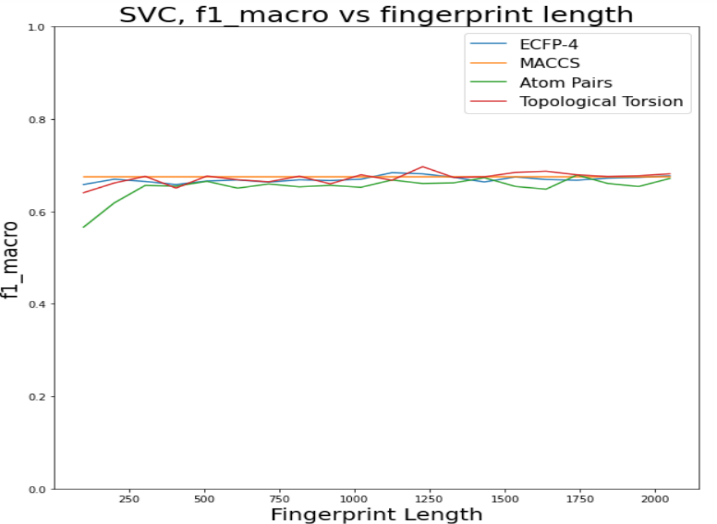 SVC, f1_macro vs fingerprint length
1.0
0.8
0.6
0.4
0.2
0.0
f1_macro
ECFP-4
MACCS
Atom Pairs
Topological Torsion
250 500 750 1000 1250 1500 1750 2000
Fingerprint Length